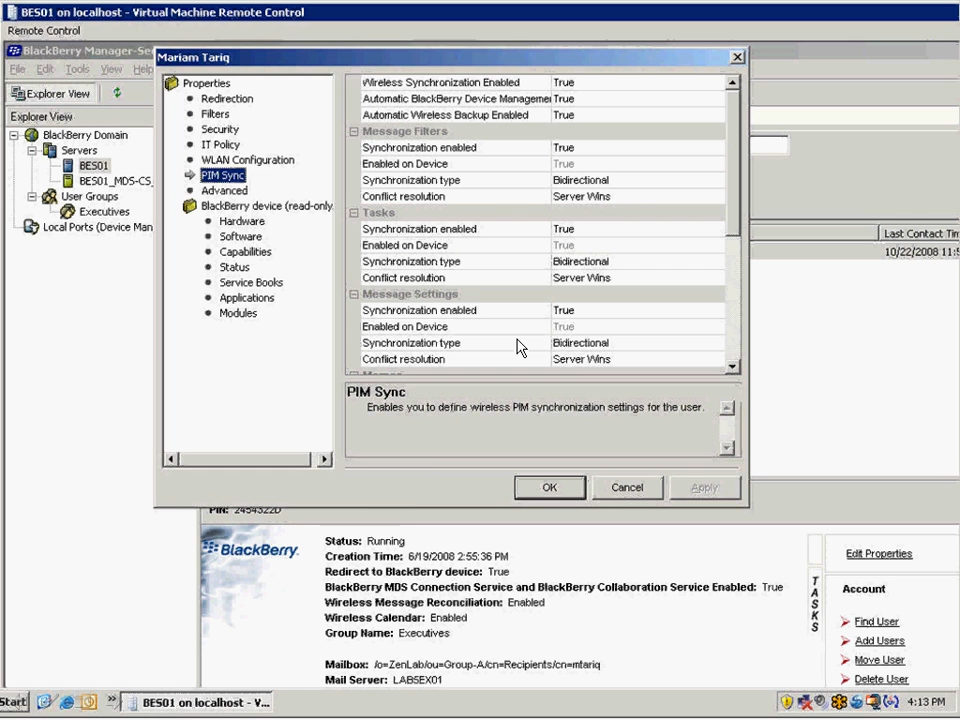 BES01 on localhost - Virtual Machine Remote Control
Remote Control
BlackBerry Manager-Se
File Edit Tools View Help
Explorer View
Explorer View
BlackBerry Domain
Servers
BES01
BES01_MDS-CS_
User Groups
Executives
Local Ports (Device Man
Mariam Tariq
Properties
Redirection
Filters
Security
IT Policy
WLAN Configuration
PIM Sync
Advanced
BlackBerry device (read-only
Hardware
Software
Capabilities
Status
Service Books
Applications
Modules
Wireless Synchronization Enabled True
Automatic BlackBerry Device Manageme True
Automatic Wireless Backup Enabled True
Message Filters
Synchronization enabled True
Enabled on Device True
Synchronization type Bidirectional
Conflict resolution Server Wins
Tasks
Synchronization enabled True
Enabled on Device True
Synchronization type Bidirectional
Conflict resolution Server Wins
Message Settings
Synchronization enabled True
Enabled on Device True
Synchronization type Bidirectional
Conflict resolution Server Wins
PIM Sync
Enables you to define wireless PIM synchronization settings for the user.
OK Cancel Apply
Last Contact Tim
10/22/2008 11:5
PIN: 2454322D
BlackBerry.
Status: Running
Creation Time: 6/19/2008 2:55:36 PM
Redirect to BlackBerry device: True
BlackBerry MDS Connection Service and BlackBerry Collaboration Service Enabled: True
Wireless Message Reconciliation: Enabled
Wireless Calendar: Enabled
Group Name: Executives
Mailbox: /o=ZenLab/ou=Group-A/cn=Recipients/cn=mtariq
Mail Server: LAB5EX01
TASKS
Edit Properties
Account
Find User
Add Users
Move User
Delete User
Start
BES01 on localhost - V...
4:13 PM